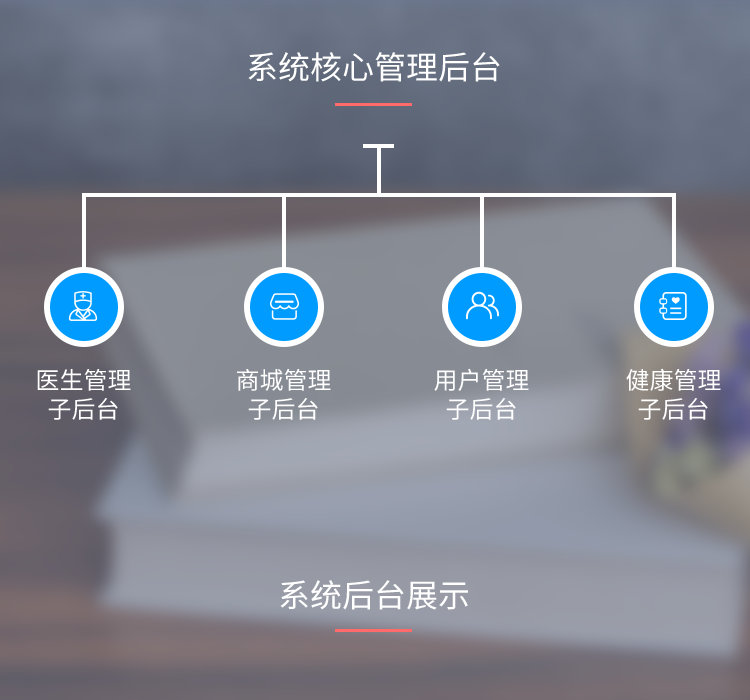 系统核心管理后台
医生管理 商城管理 用户管理 健康管理
子后台 子后台 子后台 子后台
系统后台展示